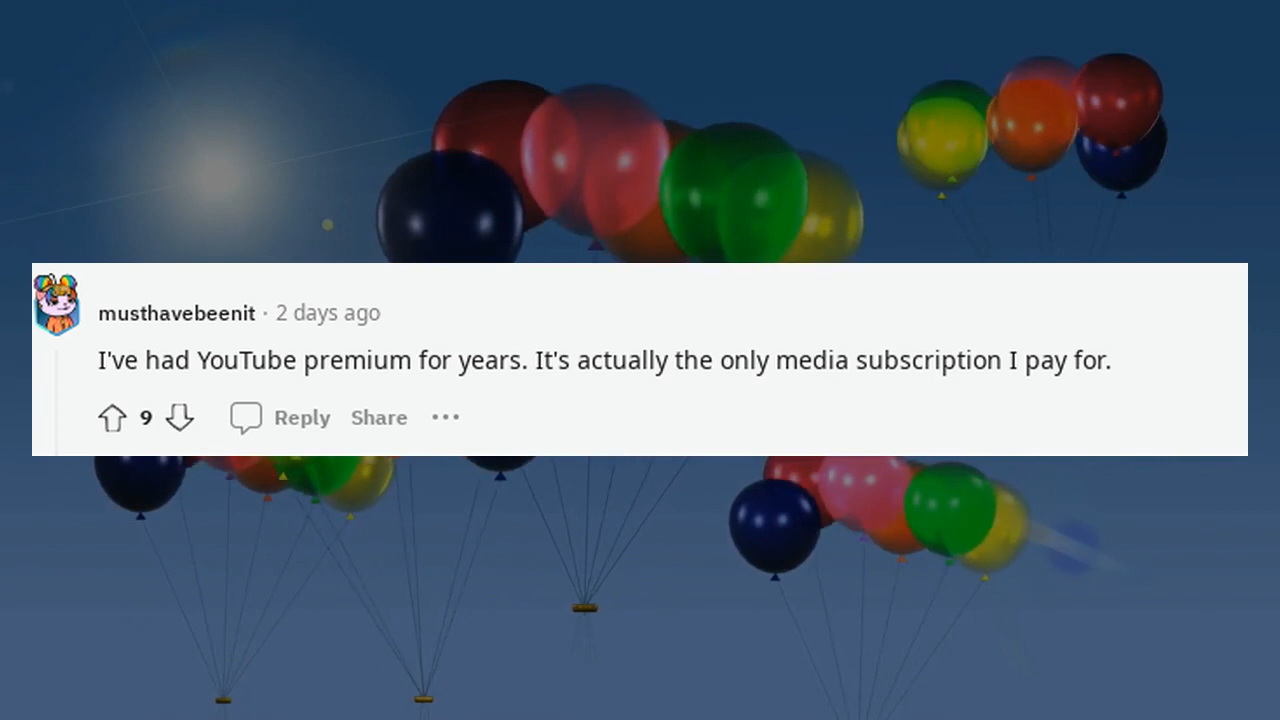 musthavebeenit · 2 days ago
I've had YouTube premium for years. It's actually the only media subscription I pay for.
9 Reply Share ···